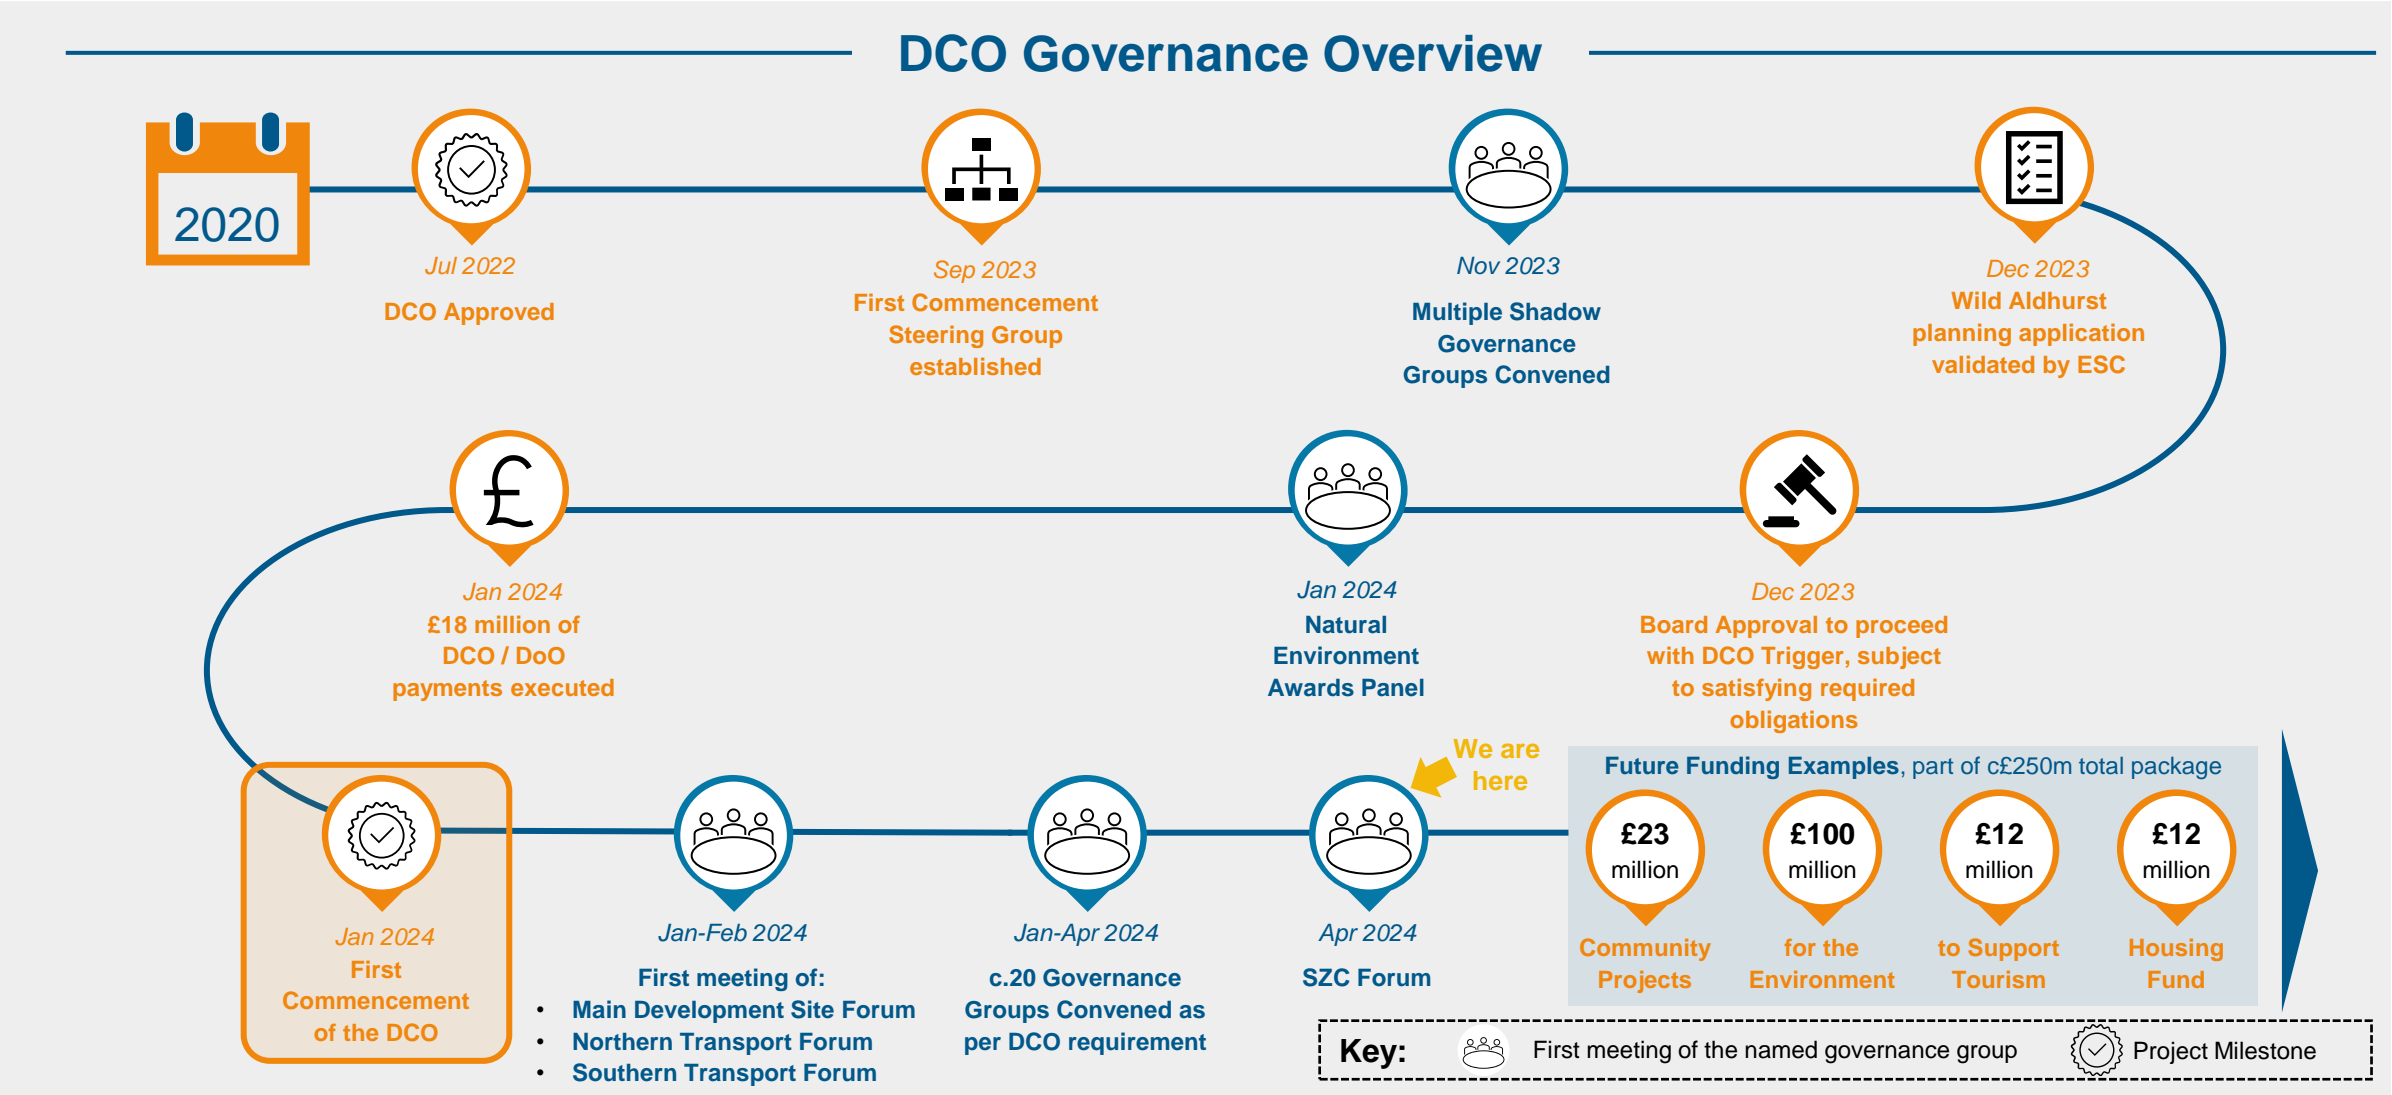 DCO Governance Overview
2020
Jul 2022
DCO Approved
Sep 2023
First Commencement
Steering Group
established
Nov 2023
Multiple Shadow
Governance
Groups Convened
Dec 2023
Wild Aldhurst
planning application
validated by ESC
£
Jan 2024
£18 million of
DCO / DoO
payments executed
Jan 2024
Natural
Environment
Awards Panel
Dec 2023
Board Approval to proceed
with DCO Trigger, subject
to satisfying required
obligations
Jan 2024
First
Commencement
of the DCO
Jan-Feb 2024
First meeting of:
• Main Development Site Forum
• Northern Transport Forum
• Southern Transport Forum
Jan-Apr 2024
c.20 Governance
Groups Convened as
per DCO requirement
We are
here
Apr 2024
SZC Forum
Future Funding Examples, part of c£250m total package
£23
million
Community
Projects
£100
million
for the
Environment
£12
million
to Support
Tourism
£12
million
Housing
Fund
Key:
First meeting of the named governance group
Project Milestone